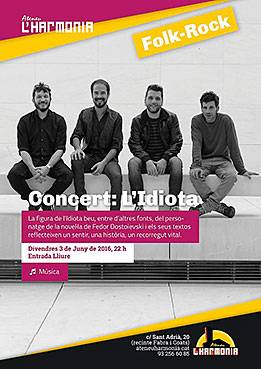 Ateneu
L'HARMONIA
Folk-Rock
Concert: L'Idiota
La figura de l'Idiota beu, entre d'altres fonts, del perso-
natge de la novel·la de Fedor Dostoievski i els seus textos
reflecteixen un sentir, una història, un recorregut vital.
Divendres 3 de Juny de 2016, 22 h
Entrada Lliure
Música
c/ Sant Adrià, 20
(recinte Fabra i Coats)
ateneuharmonia.cat
93 256 60 85
Ateneu
L'HARMONIA